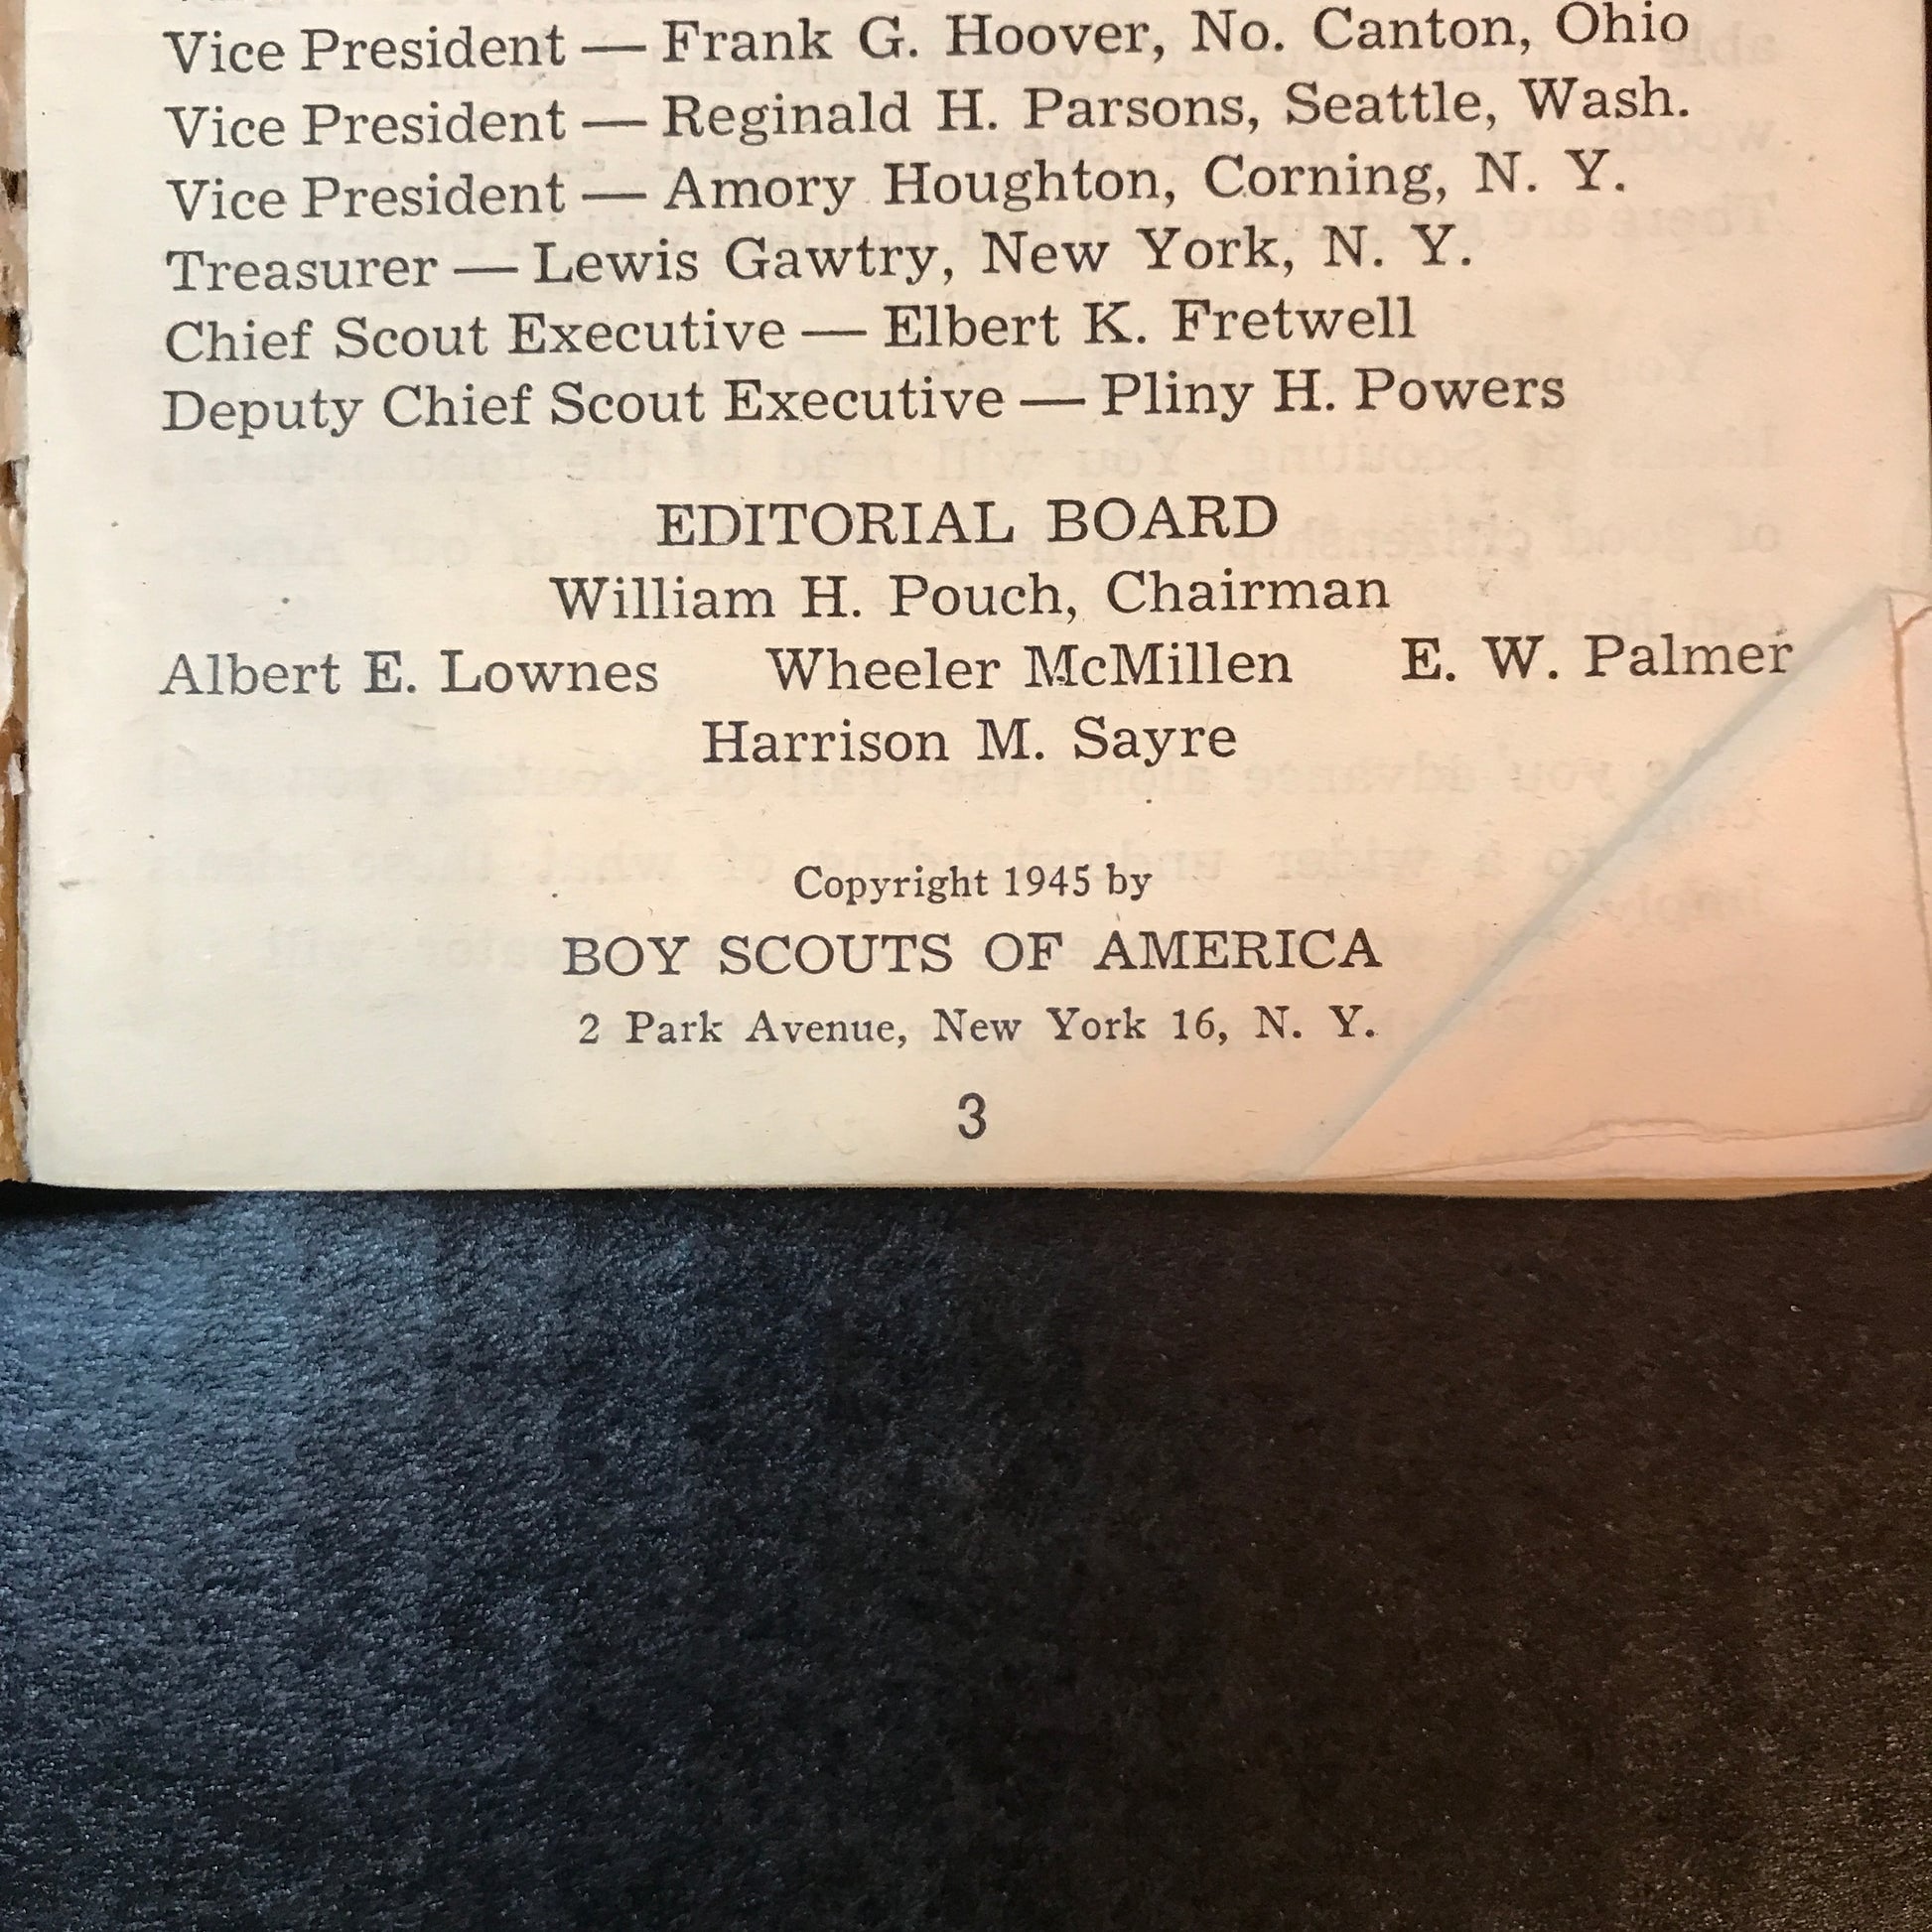 Vice President — Frank G. Hoover, No. Canton, Ohio
Vice President — Reginald H. Parsons, Seattle, Wash.
Vice President — Amory Houghton, Corning, N. Y.
Treasurer — Lewis Gawtry, New York, N. Y.
Chief Scout Executive — Elbert K. Fretwell
Deputy Chief Scout Executive — Pliny H. Powers
EDITORIAL BOARD
William H. Pouch, Chairman
Albert E. Lownes Wheeler McMillen E. W. Palmer
Harrison M. Sayre
Copyright 1945 by
BOY SCOUTS OF AMERICA
2 Park Avenue, New York 16, N. Y.
3